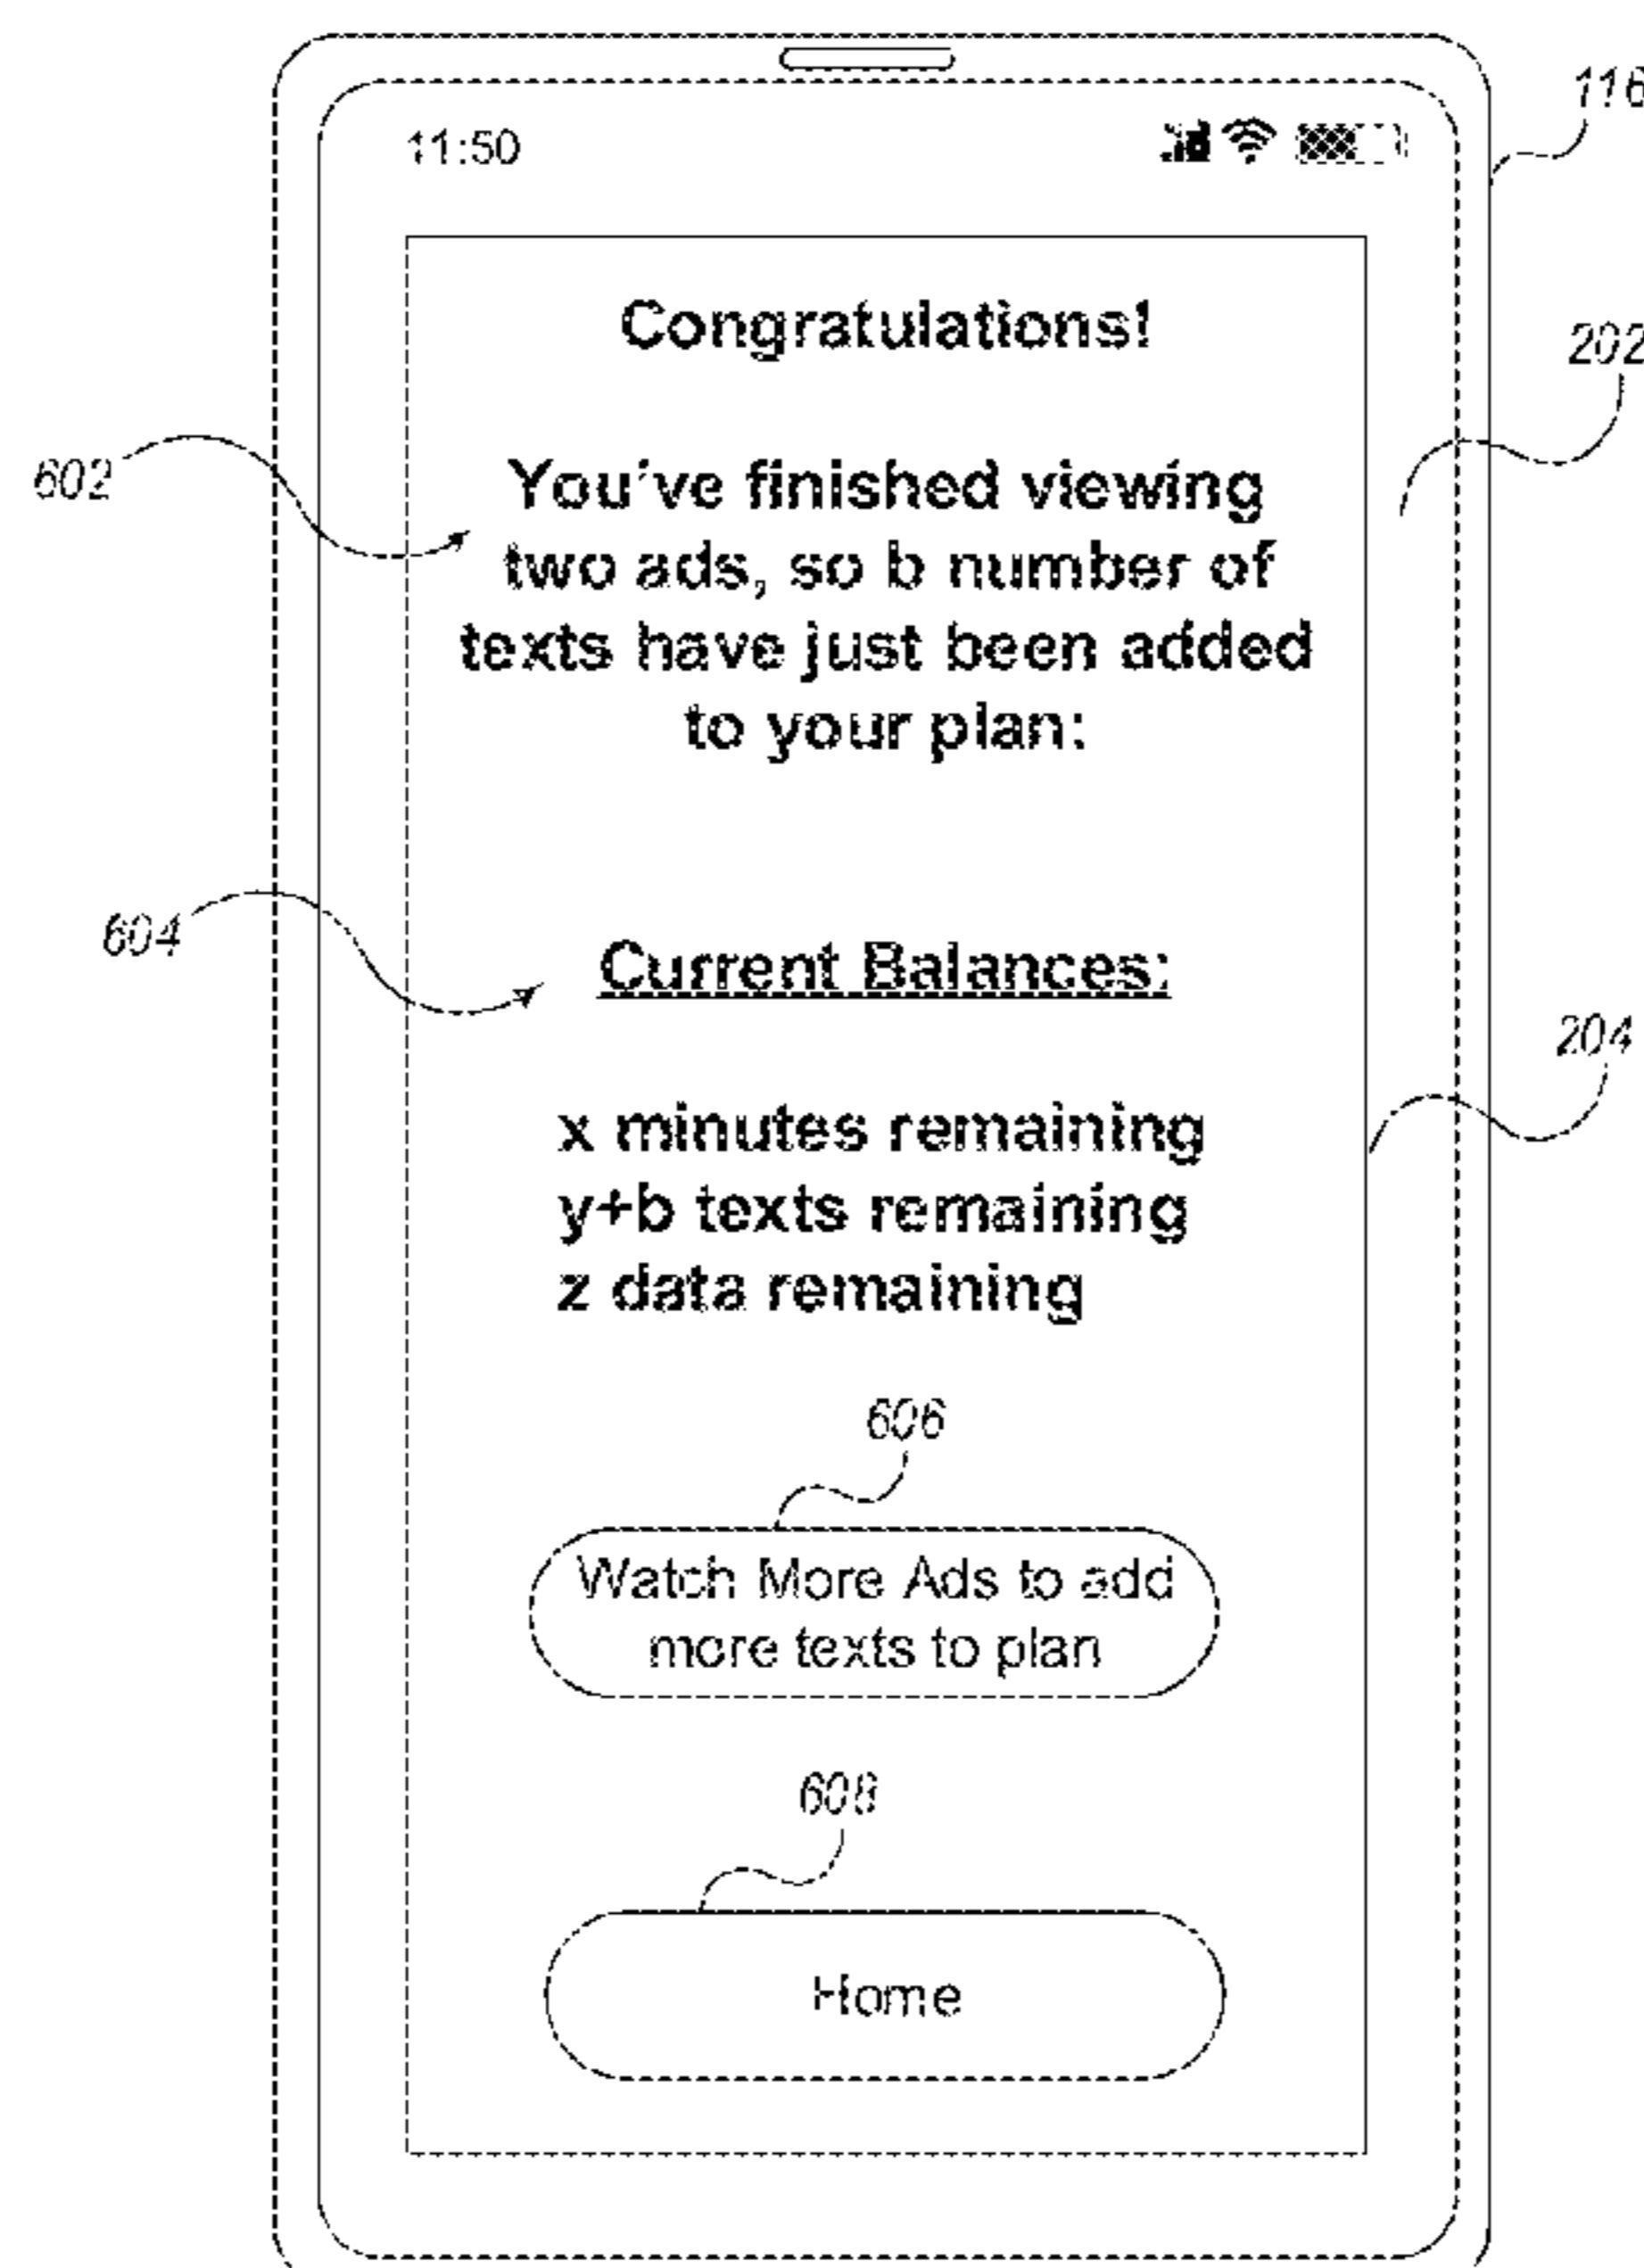 116
11:50
Congratulations!
202
602
You've finished viewing
two ads, so b number of
texts have just been added
to your plan:
604
Current Balances:
204
x minutes remaining
y+b texts remaining
z data remaining
606
Watch More Ads to add
more texts to plan
608
Home